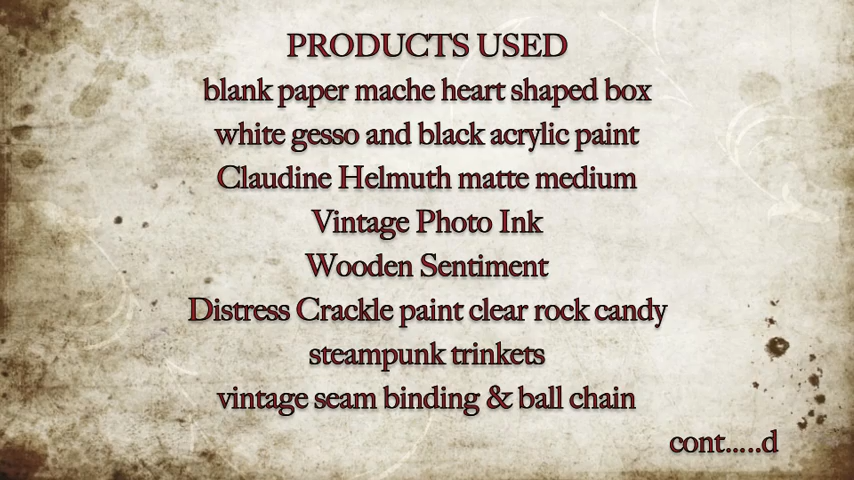 PRODUCTS USED
blank paper mache heart shaped box
white gesso and black acrylic paint
Claudine Helmuth matte medium
Vintage Photo Ink
Wooden Sentiment
Distress Crackle paint clear rock candy
steampunk trinkets
vintage seam binding & ball chain
cont.....d